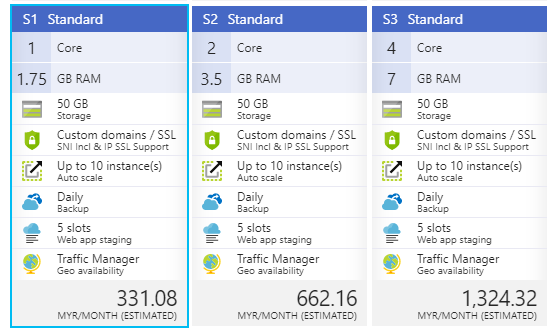 S1 Standard
1 Core
1.75 GB RAM
50 GB
Storage
Custom domains / SSL
SNI Incl & IP SSL Support
Up to 10 instance(s)
Auto scale
Daily
Backup
5 slots
Web app staging
Traffic Manager
Geo availability
331.08
MYR/MONTH (ESTIMATED)
S2 Standard
2 Core
3.5 GB RAM
50 GB
Storage
Custom domains / SSL
SNI Incl & IP SSL Support
Up to 10 instance(s)
Auto scale
Daily
Backup
5 slots
Web app staging
Traffic Manager
Geo availability
662.16
MYR/MONTH (ESTIMATED)
S3 Standard
4 Core
7 GB RAM
50 GB
Storage
Custom domains / SSL
SNI Incl & IP SSL Support
Up to 10 instance(s)
Auto scale
Daily
Backup
5 slots
Web app staging
Traffic Manager
Geo availability
1,324.32
MYR/MONTH (ESTIMATED)